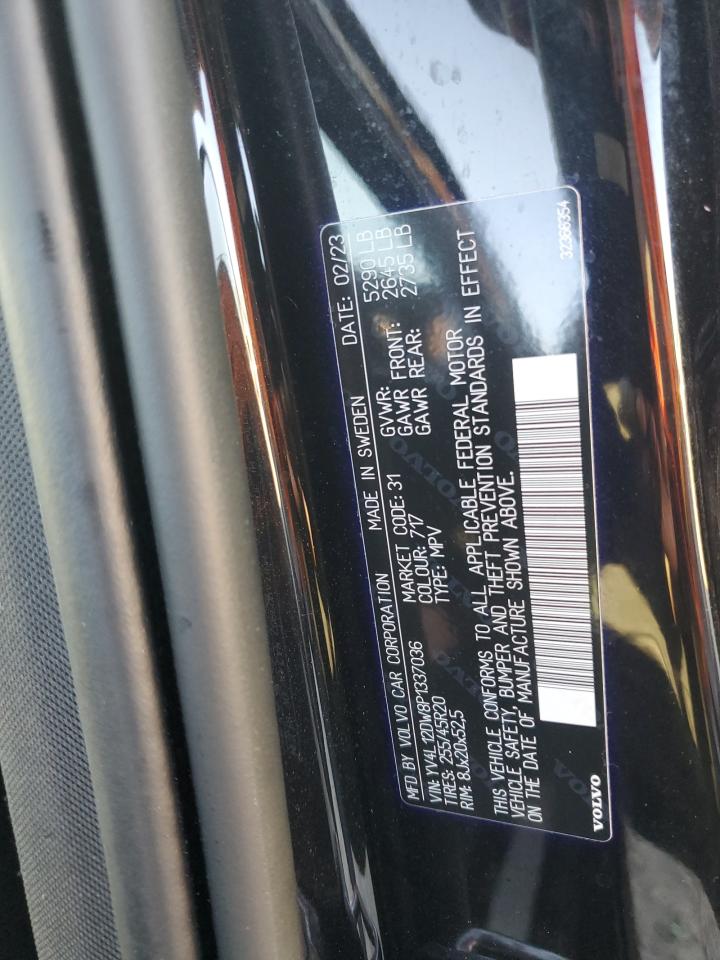 MFD BY VOLVO CAR CORPORATION MADE IN SWEDEN DATE: 02/23
VIN: YV4L12DW8P1337036 MARKET CODE: 31 GVWR: 5290 LB
TIRES: 255/45R20 COLOUR: 717 GAWR FRONT: 2645 LB
RIM: 8Jx20x52,5 TYPE: MPV GAWR REAR: 2735 LB
THIS VEHICLE CONFORMS TO ALL APPLICABLE FEDERAL MOTOR
VEHICLE SAFETY, BUMPER AND THEFT PREVENTION STANDARDS IN EFFECT
ON THE DATE OF MANUFACTURE SHOWN ABOVE.
VOLVO 32366354